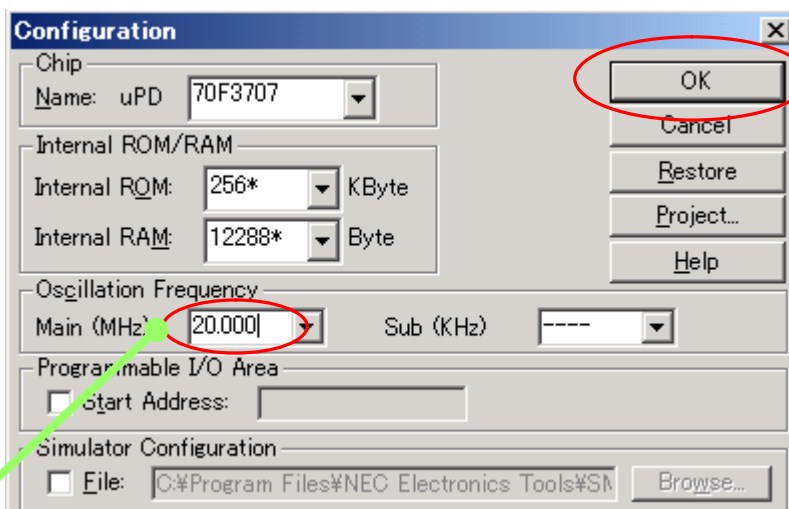 Configuration
Chip
Name: uPD 70F3707
OK
Cancel
Internal ROM/RAM
Restore
Internal ROM: 256* KByte
Project...
Internal RAM: 12288* Byte
Help
Oscillation Frequency
Main (MHz) 20.000 Sub (KHz) ----
Programmable I/O Area
Start Address:
Simulator Configuration
File: C:¥Program Files¥NEC Electronics Tools¥SM Browse...